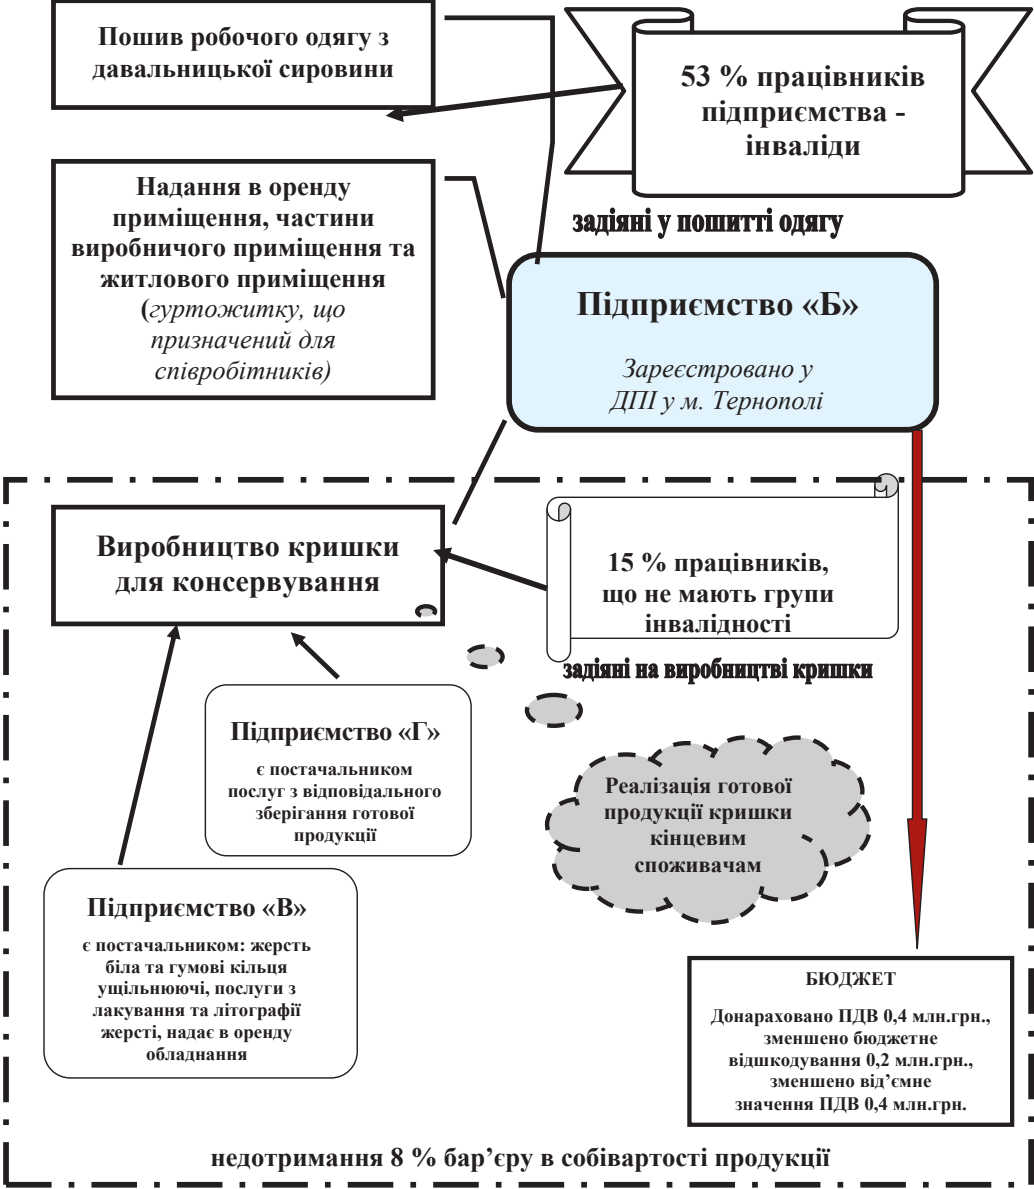 Пошив робочого одягу з
давальницької сировини
53 % працівників
підприємства -
інваліди
задіяні у пошитті одягу
Надання в оренду
приміщення, частини
виробничого приміщення та
житлового приміщення
(гуртожитку, що
призначений для
співробітників)
Підприємство «Б»
Зареєстровано у
ДПІ у м. Тернополі
Виробництво кришки
для консервування
15 % працівників,
що не мають групи
інвалідності
задіяні на виробництві кришки
Підприємство «Г»
є постачальником
послуг з відповідального
зберігання готової
продукції
Реалізація готової
продукції кришки
кінцевим
споживачам
Підприємство «В»
є постачальником: жерсть
біла та гумові кільця
ущільнюючі, послуги з
лакування та літографії
жерсті, надає в оренду
обладнання
БЮДЖЕТ
Донараховано ПДВ 0,4 млн.грн.,
зменшено бюджетне
відшкодування 0,2 млн.грн.,
зменшено від’ємне
значення ПДВ 0,4 млн.грн.
недотримання 8 % бар’єру в собівартості продукції